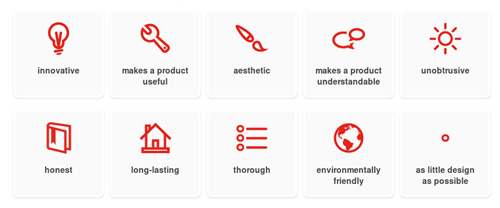 innovative
makes a product
useful
aesthetic
makes a product
understandable
unobtrusive
honest
long-lasting
thorough
environmentally
friendly
as little design
as possible